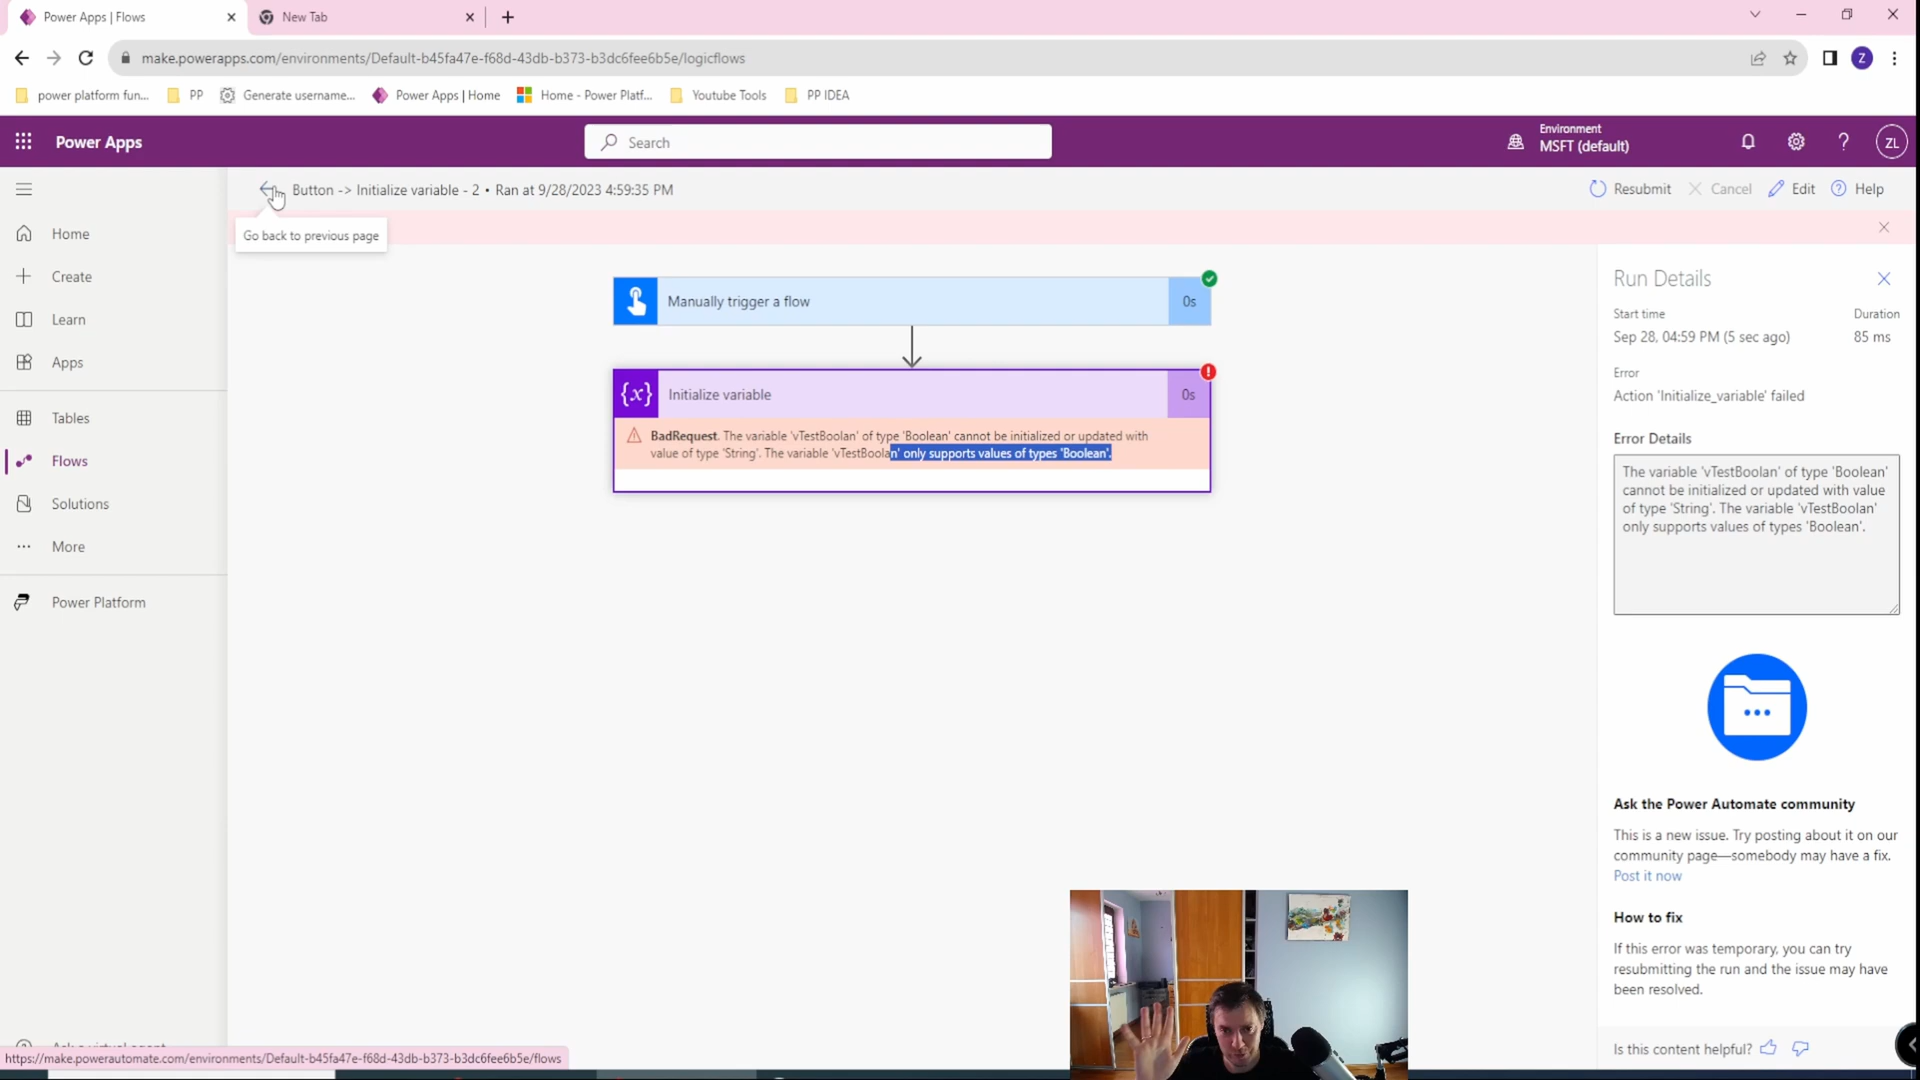 Power Apps | Flows
New Tab
make.powerapps.com/environments/Default-b45fa47e-f68d-43db-b373-b3dc6fee6b5e/logicflows
Z
power platform fun...
PP
Generate username...
Power Apps | Home
Home - Power Platf...
Youtube Tools
PP IDEA
Power Apps
Search
Environment
MSFT (default)
?
ZL
Button -> Initialize variable - 2 • Ran at 9/28/2023 4:59:35 PM
Resubmit
Cancel
Edit
Help
Go back to previous page
Home
Create
Learn
Apps
Tables
Flows
Solutions
More
Power Platform
Manually trigger a flow
0s
{x}
Initialize variable
0s
BadRequest. The variable 'vTestBoolan' of type 'Boolean' cannot be initialized or updated with
value of type 'String'. The variable 'vTestBoolan' only supports values of types 'Boolean'.
Run Details
Start time
Duration
Sep 28, 04:59 PM (5 sec ago)
85 ms
Error
Action 'Initialize_variable' failed
Error Details
The variable 'vTestBoolan' of type 'Boolean'
cannot be initialized or updated with value
of type 'String'. The variable 'vTestBoolan'
only supports values of types 'Boolean'.
Ask the Power Automate community
This is a new issue. Try posting about it on our
community page—somebody may have a fix.
Post it now
How to fix
If this error was temporary, you can try
resubmitting the run and the issue may have
been resolved.
Is this content helpful?
https://make.powerautomate.com/environments/Default-b45fa47e-f68d-43db-b373-b3dc6fee6b5e/flows